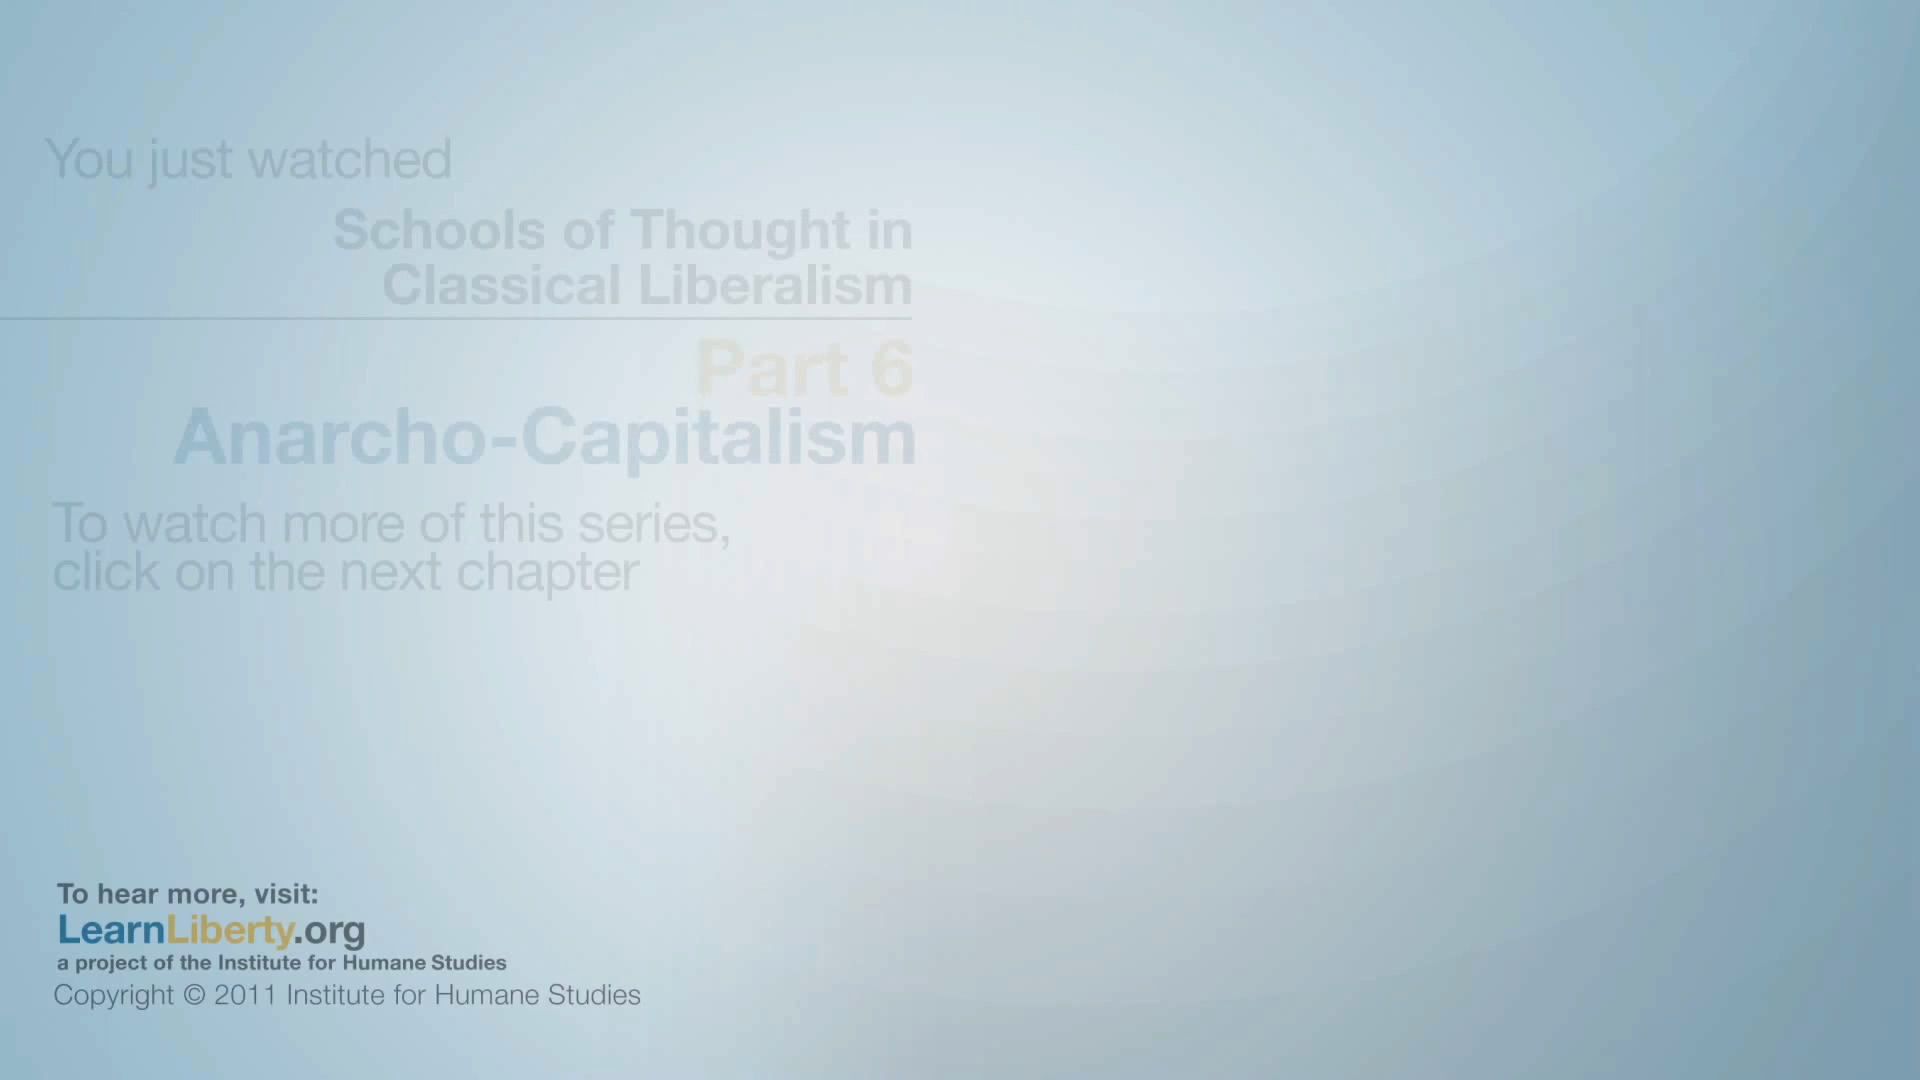 You just watched
Schools of Thought in
Classical Liberalism
Part 6
Anarcho-Capitalism
To watch more of this series,
click on the next chapter
To hear more, visit:
LearnLiberty.org
a project of the Institute for Humane Studies
Copyright © 2011 Institute for Humane Studies